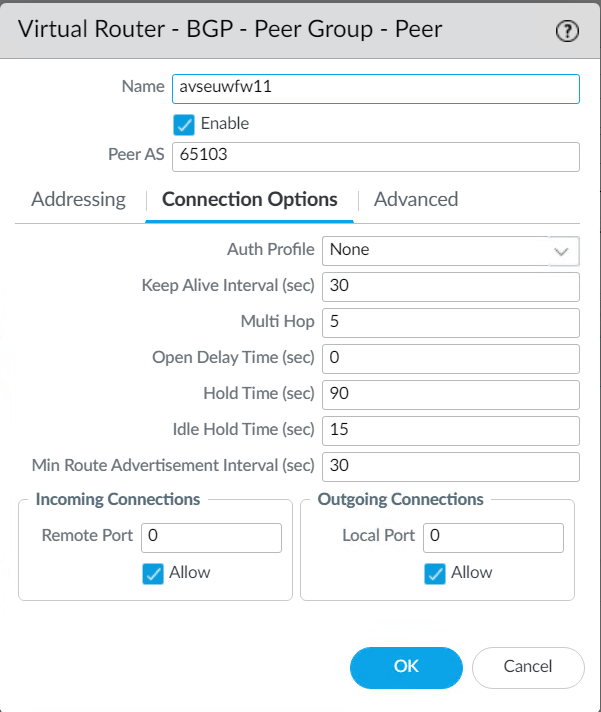 Virtual Router - BGP - Peer Group - Peer ?
Name avseuwfw11
Enable
Peer AS 65103
Addressing Connection Options Advanced
Auth Profile None
Keep Alive Interval (sec) 30
Multi Hop 5
Open Delay Time (sec) 0
Hold Time (sec) 90
Idle Hold Time (sec) 15
Min Route Advertisement Interval (sec) 30
Incoming Connections Outgoing Connections
Remote Port 0 Local Port 0
Allow Allow
OK Cancel